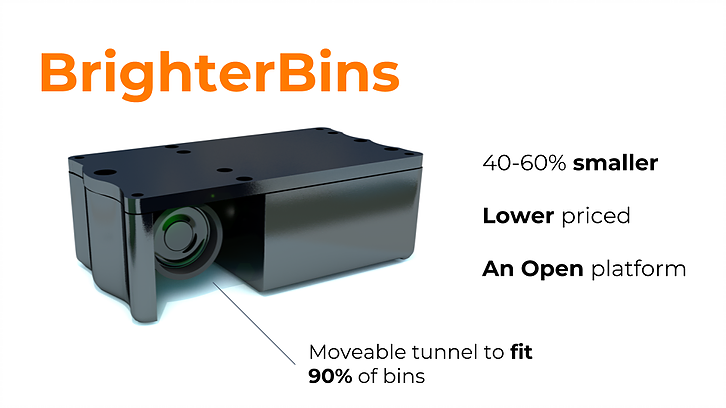 BrighterBins
40-60% smaller
Lower priced
An Open platform
Moveable tunnel to fit
90% of bins